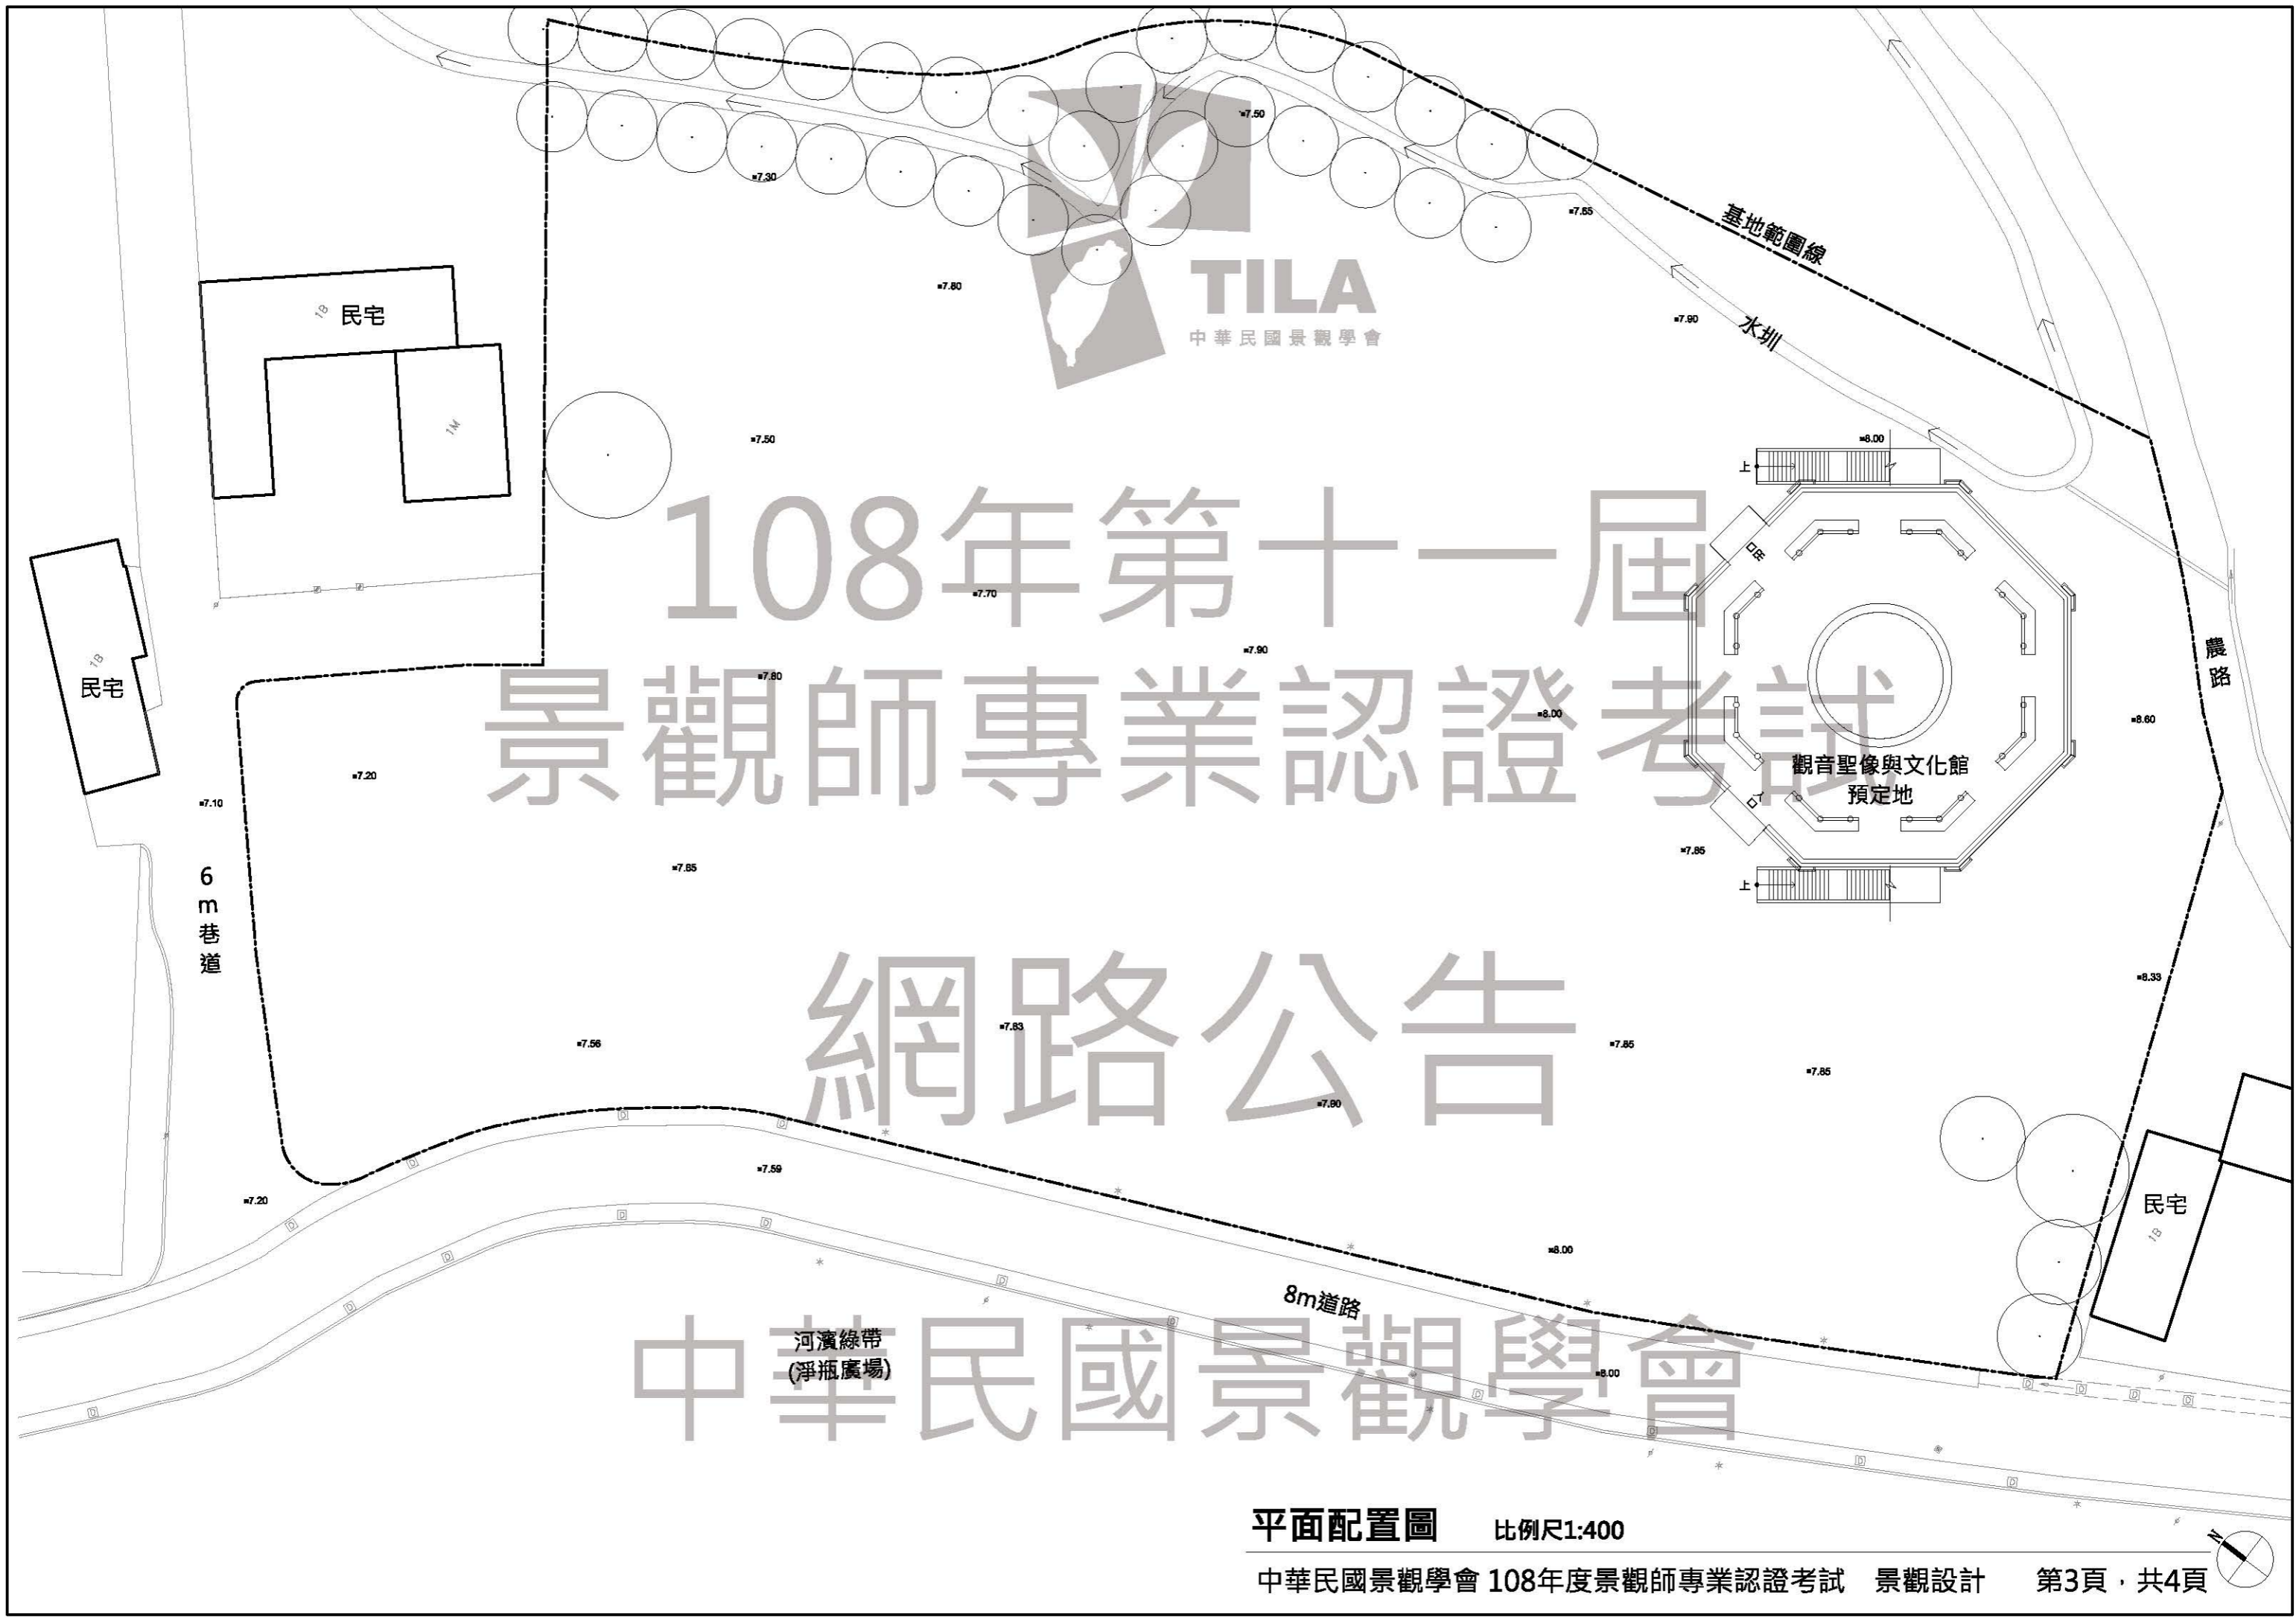 7.50
7.30
7.65
基地範圍線
TILA
中華民國景觀學會
7.80
7.90
水圳
民宅
1B
1M
7.50
8.00
上
108年第十一屆
出口
7.70
7.90
農路
1B
民宅
7.80
景觀師專業認證考試
8.00
8.60
觀音聖像與文化館
預定地
7.20
7.10
入口
7.85
7.65
6m巷道
上
8.33
網路公告
7.56
7.83
7.85
7.85
7.90
7.59
7.20
民宅
1B
8.00
8m道路
河濱綠帶
(淨瓶廣場)
中華民國景觀學會
8.00
平面配置圖 比例尺1:400
N
中華民國景觀學會 108年度景觀師專業認證考試 景觀設計 第3頁，共4頁